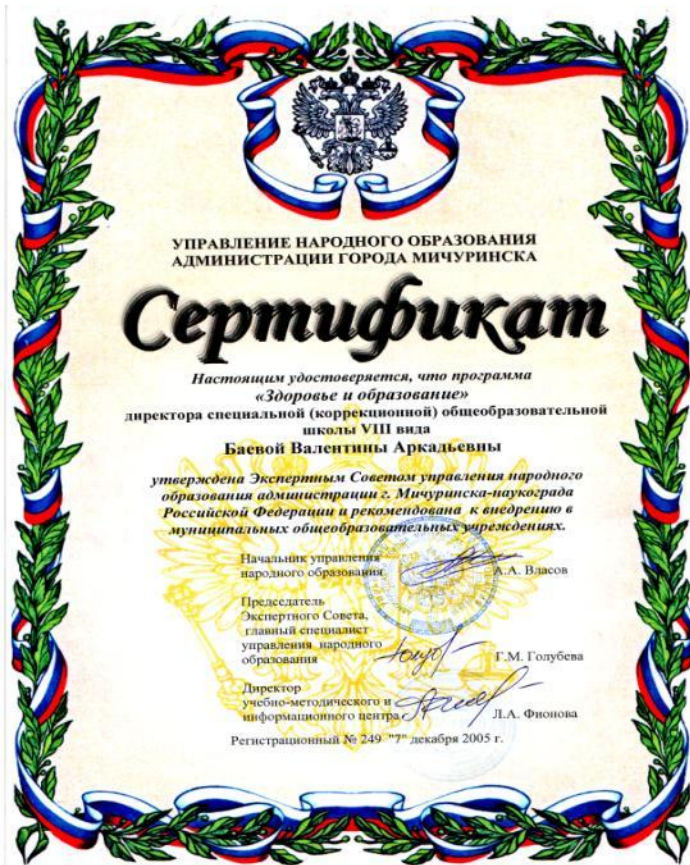 УПРАВЛЕНИЕ НАРОДНОГО ОБРАЗОВАНИЯ
АДМИНИСТРАЦИИ ГОРОДА МИЧУРИНСКА
Сертификат
Настоящим удостоверяется, что программа
«Здоровье и образование»
директора специальной (коррекционной) общеобразовательной
школы VIII вида
Баевой Валентины Аркадьевны
утверждена Экспертным Советом управления народного
образования администрации г. Мичуринска-наукограда
Российской Федерации и рекомендована к внедрению в
муниципальных общеобразовательных учреждениях.
Начальник управления
народного образования А.А. Власов
Председатель
Экспертного Совета,
главный специалист
управления народного
образования Г.М. Голубева
Директор
учебно-методического и
информационного центра Л.А. Фионова
Регистрационный № 249 "7" декабря 2005 г.